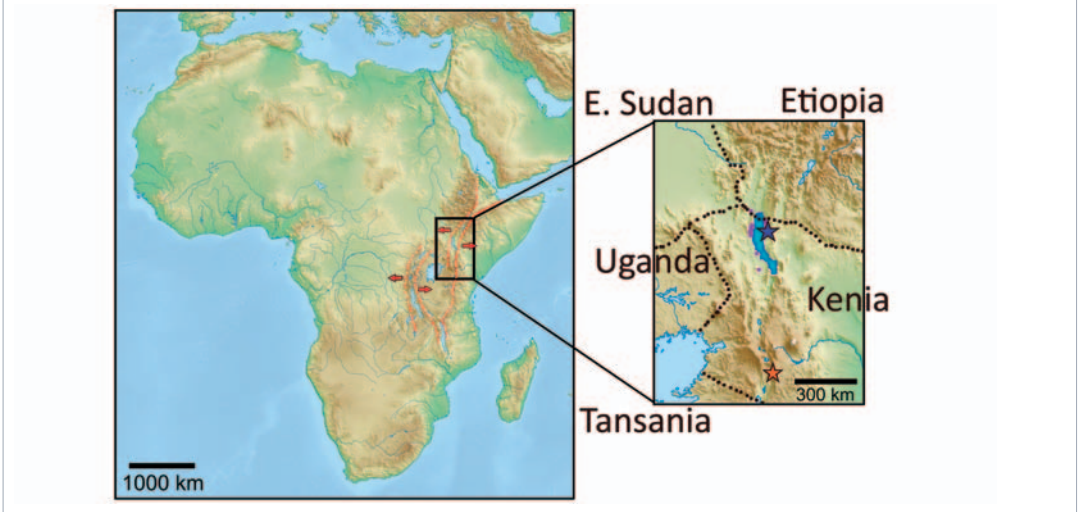 E. Sudan
Etiopia
Uganda
Kenia
300 km
Tansania
1000 km